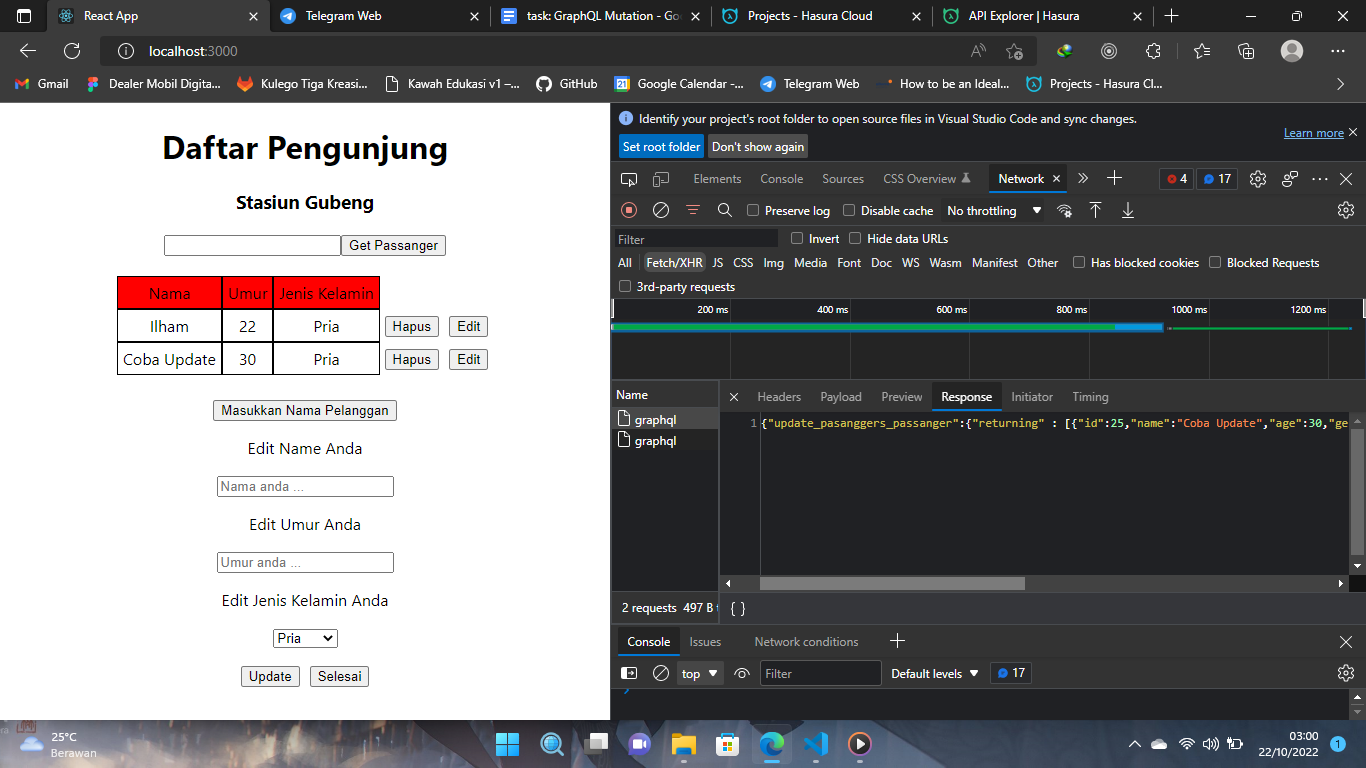 React App
Telegram Web
task: GraphQL Mutation - Goo
Projects - Hasura Cloud
API Explorer | Hasura
localhost:3000
Gmail
Dealer Mobil Digita...
Kulego Tiga Kreasi...
Kawah Edukasi v1 –...
GitHub
Google Calendar -...
Telegram Web
How to be an Ideal...
Projects - Hasura Cl...
Daftar Pengunjung
Stasiun Gubeng
Get Passanger
Nama Umur Jenis Kelamin
Ilham 22 Pria Hapus Edit
Coba Update 30 Pria Hapus Edit
Masukkan Nama Pelanggan
Edit Name Anda
Nama anda ...
Edit Umur Anda
Umur anda ...
Edit Jenis Kelamin Anda
Pria
Update Selesai
Identify your project's root folder to open source files in Visual Studio Code and sync changes.
Learn more
Set root folder Don't show again
Elements Console Sources CSS Overview Network 4 17
Preserve log Disable cache No throttling
Filter Invert Hide data URLs
All Fetch/XHR JS CSS Img Media Font Doc WS Wasm Manifest Other Has blocked cookies Blocked Requests
3rd-party requests
200 ms 400 ms 600 ms 800 ms 1000 ms 1200 ms
Name
graphql
graphql
Headers Payload Preview Response Initiator Timing
1 {"update_pasanggers_passanger":{"returning" : [{"id":25,"name":"Coba Update","age":30,"ge
2 requests 497 B t
{ }
Console Issues Network conditions
top Filter Default levels 17
25°C
Berawan
03:00
22/10/2022
1